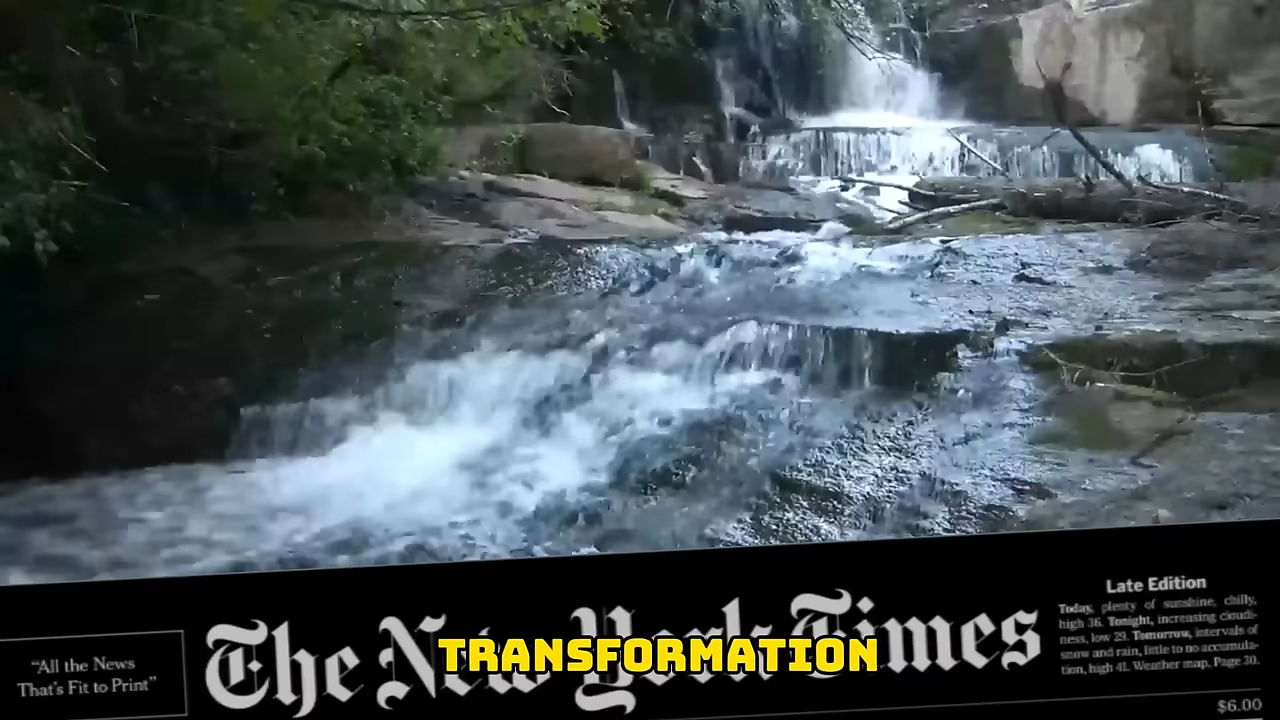 Late Edition
Today, plenty of sunshine, chilly,
high 36. Tonight, increasing cloudi-
ness, low 29. Tomorrow, intervals of
snow and rain, little to no accumula-
tion, high 41. Weather map, Page 30.
"All the News
That's Fit to Print"
The New York Times
TRANSFORMATION
$6.00